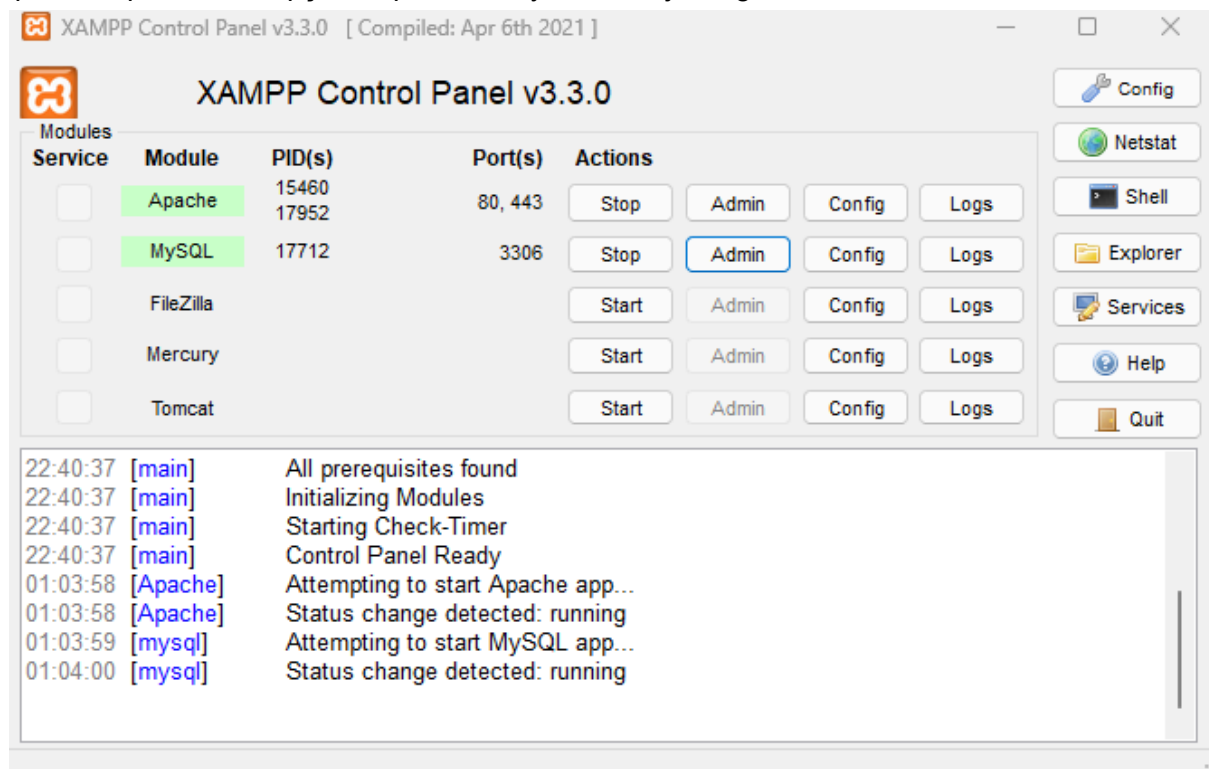 XAMPP Control Panel v3.3.0 [ Compiled: Apr 6th 2021 ]
XAMPP Control Panel v3.3.0
Config
Modules
Service Module PID(s) Port(s) Actions
Netstat
Apache 15460 17952 80, 443 Stop Admin Config Logs
Shell
MySQL 17712 3306 Stop Admin Config Logs
Explorer
FileZilla Start Admin Config Logs
Services
Mercury Start Admin Config Logs
Help
Tomcat Start Admin Config Logs
Quit
22:40:37 [main] All prerequisites found
22:40:37 [main] Initializing Modules
22:40:37 [main] Starting Check-Timer
22:40:37 [main] Control Panel Ready
01:03:58 [Apache] Attempting to start Apache app...
01:03:58 [Apache] Status change detected: running
01:03:59 [mysql] Attempting to start MySQL app...
01:04:00 [mysql] Status change detected: running